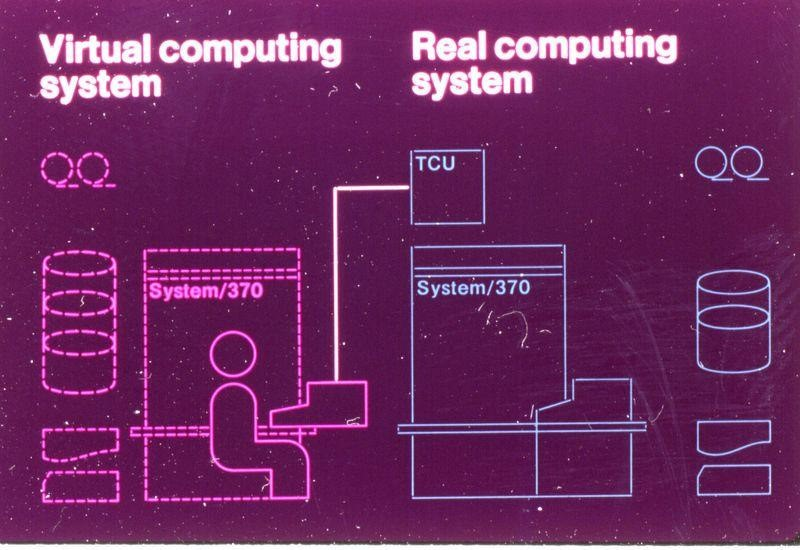 Virtual computing
system
Real computing
system
TCU
System/370
System/370